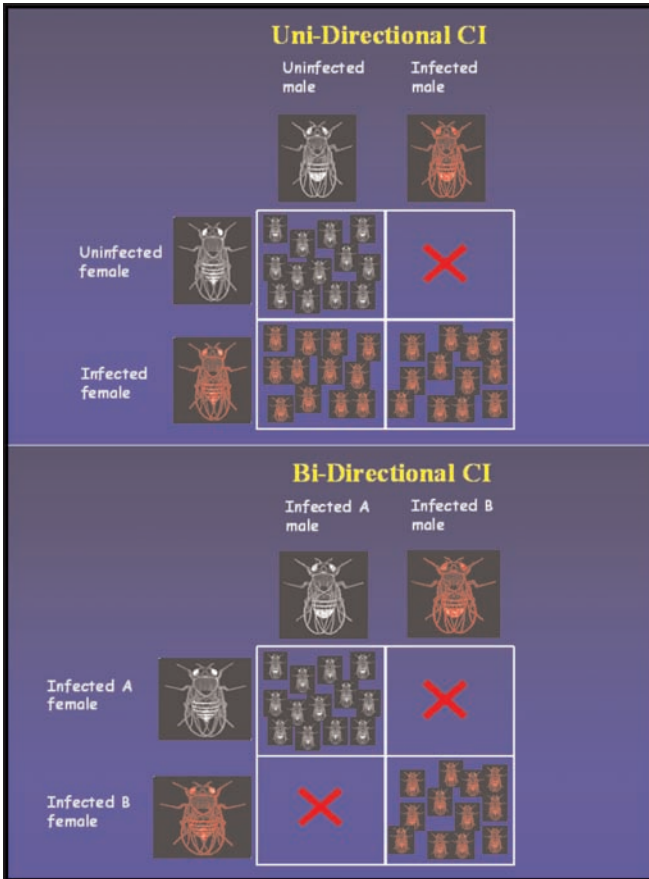 Uni-Directional CI
Uninfected male
Infected male
Uninfected female
Infected female
Bi-Directional CI
Infected A male
Infected B male
Infected A female
Infected B female